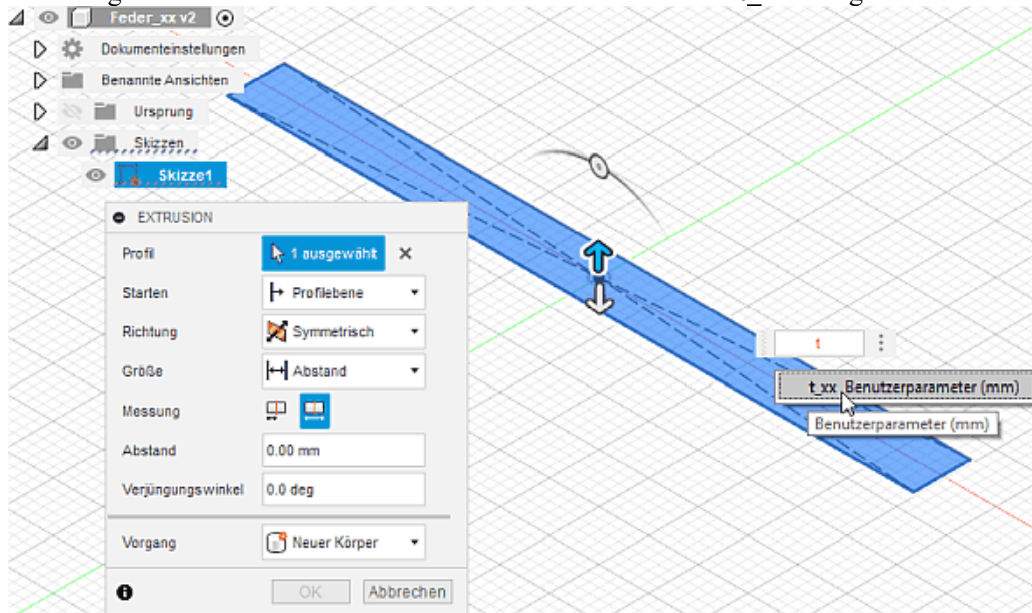 Feder_xx v2
Dokumenteinstellungen
Benannte Ansichten
Ursprung
Skizzen
Skizze1
EXTRUSION
Profil 1 ausgewählt
Starten Profilebene
Richtung Symmetrisch
Größe Abstand
Messung
Abstand 0.00 mm
Verjüngungswinkel 0.0 deg
Vorgang Neuer Körper
OK Abbrechen
t
t_xx Benutzerparameter (mm)
Benutzerparameter (mm)